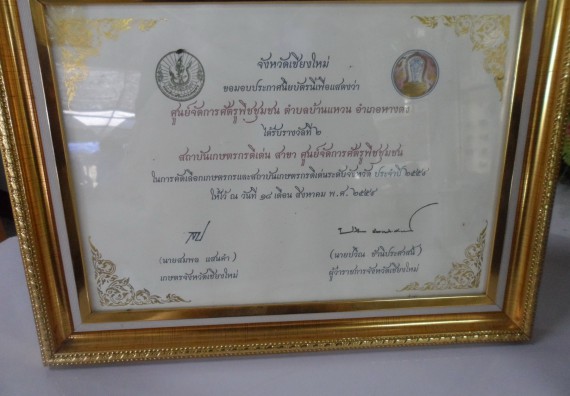 จังหวัดเชียงใหม่
ขอมอบประกาศนียบัตรนี้เพื่อแสดงว่า
ศูนย์จัดการศัตรูพืชชุมชน ตำบลบ้านแหวน อำเภอหางดง
ได้รับรางวัลที่ ๒
สถาบันเกษตรกรดีเด่น สาขา ศูนย์จัดการศัตรูพืชชุมชน
ในการคัดเลือกเกษตรกรและสถาบันเกษตรกรดีเด่นระดับจังหวัด ประจำปี ๒๕๕๔
ให้ไว้ ณ วันที่ ๑๐ เดือน สิงหาคม พ.ศ. ๒๕๕๔
(นายสมพล แสนคำ)
(นาย
เกษตรจังหวัดเชียงใหม่
ผู้ว่าราชการจังหวัดเชียงใหม่